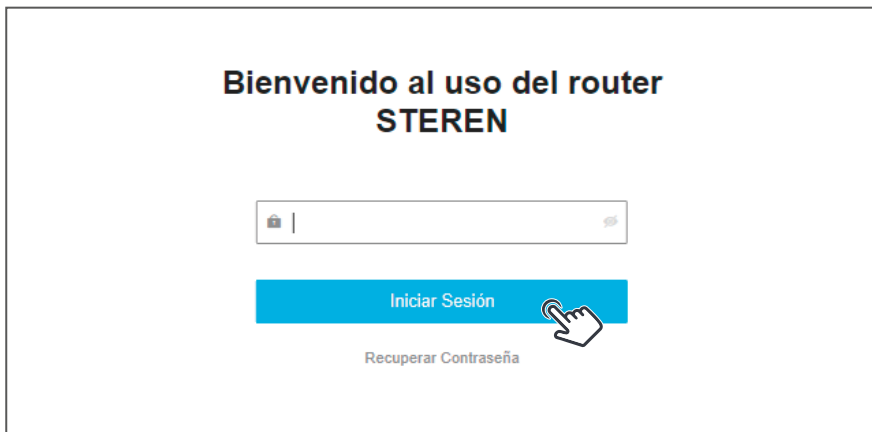 Bienvenido al uso del router
STEREN
Iniciar Sesión
Recuperar Contraseña